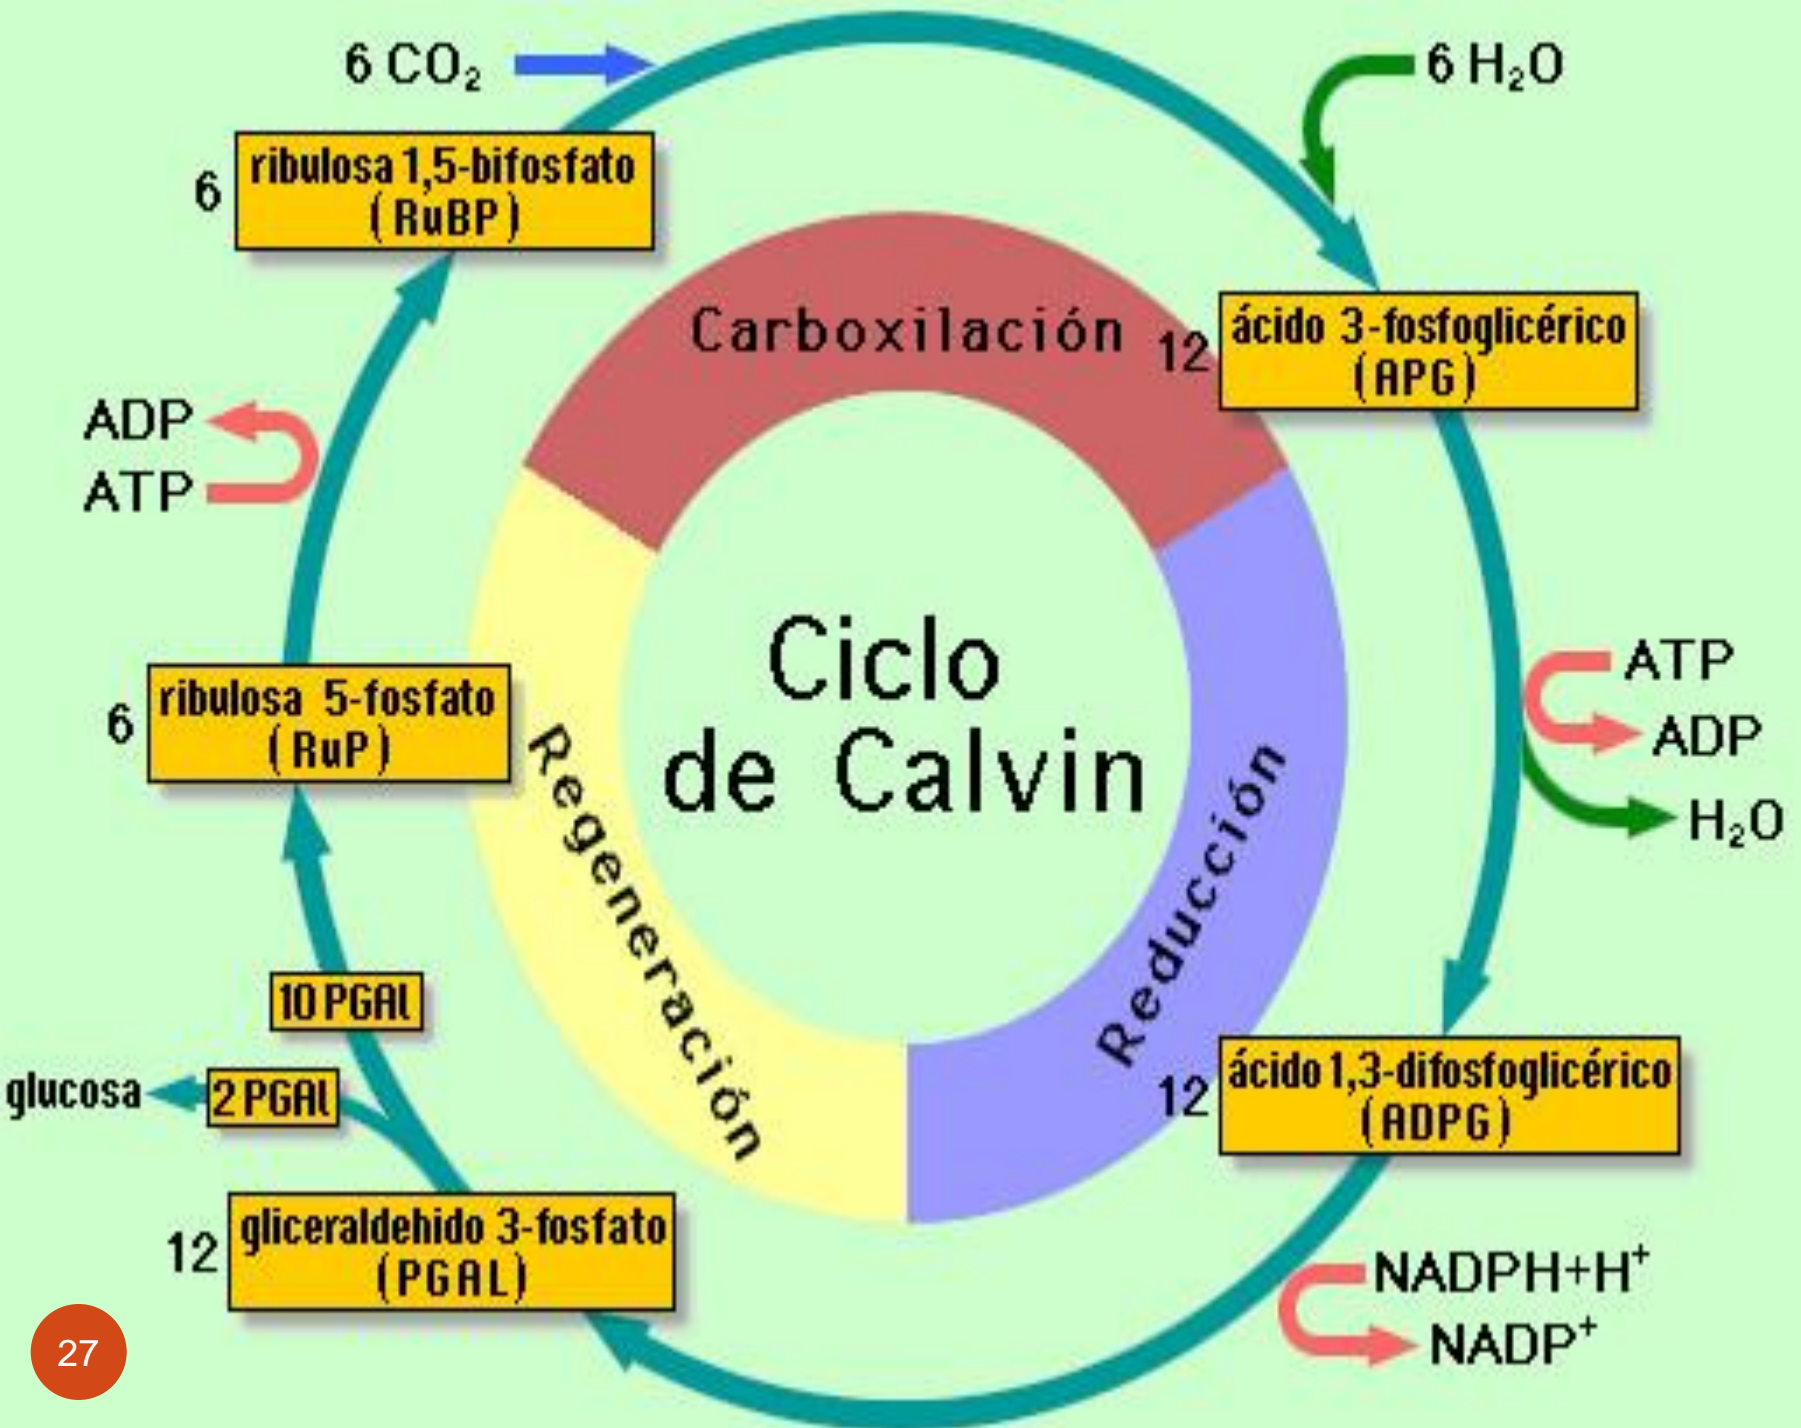 6 CO₂
6 H₂O
6
ribulosa 1,5-bifosfato
(RuBP)
Carboxilación
12
ácido 3-fosfoglicérico
(APG)
ADP
ATP
Ciclo
de Calvin
ATP
ADP
H₂O
6
ribulosa 5-fosfato
(RuP)
Regeneración
Reducción
10 PGAl
2 PGAl
glucosa
12
ácido 1,3-difosfoglicérico
(ADPG)
12
gliceraldehido 3-fosfato
(PGAL)
NADPH+H⁺
NADP⁺
27